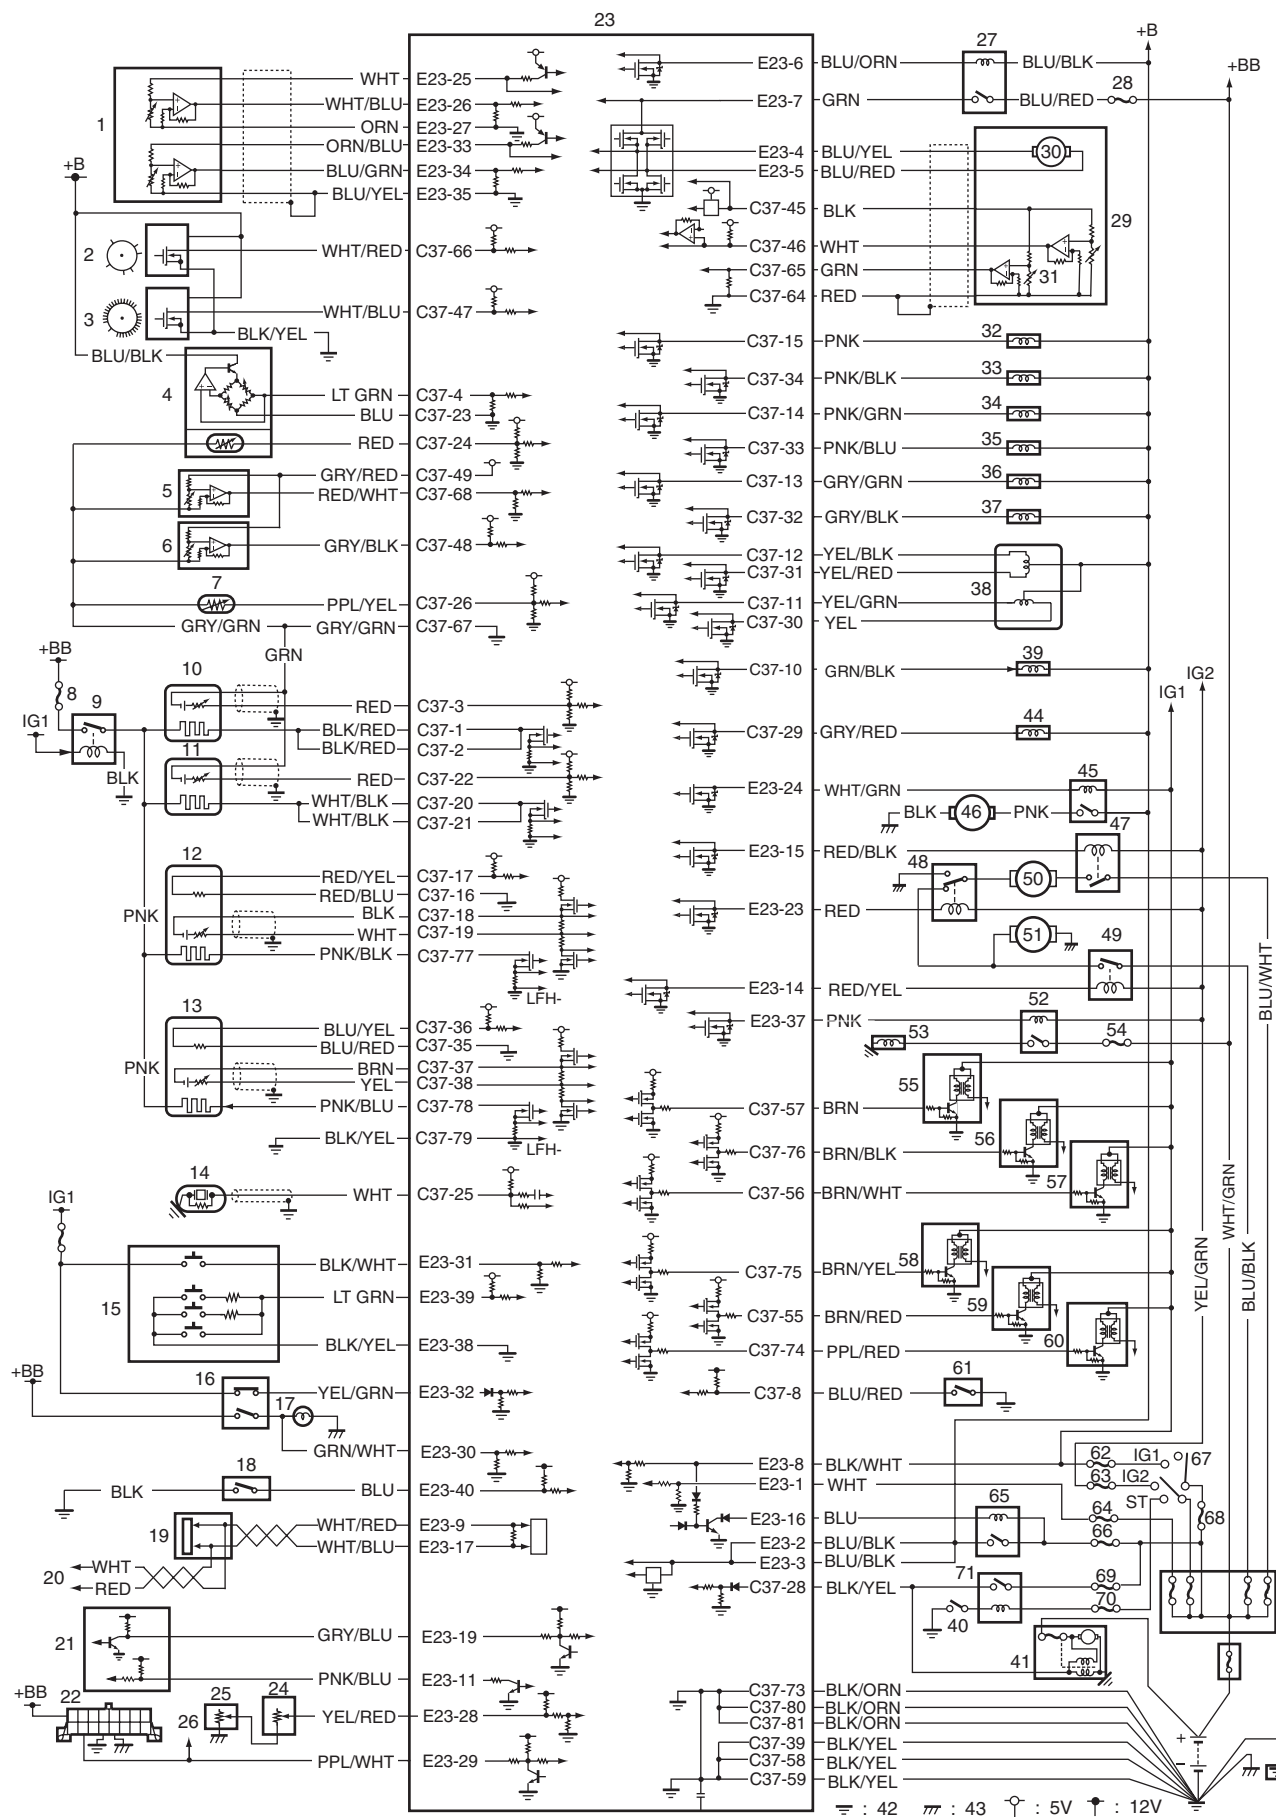 23
1
WHT E23-25
WHT/BLU E23-26
ORN E23-27
ORN/BLU E23-33
BLU/GRN E23-34
BLU/YEL E23-35
+B
2
WHT/RED C37-66
3
WHT/BLU C37-47
BLK/YEL
BLU/BLK
4
LT GRN C37-4
BLU C37-23
RED C37-24
GRY/RED C37-49
5
RED/WHT C37-68
6
GRY/BLK C37-48
7
PPL/YEL C37-26
GRY/GRN GRY/GRN C37-67
+BB
GRN
8
10
9
IG1
RED C37-3
BLK/RED C37-1
BLK/RED C37-2
11
BLK
RED C37-22
WHT/BLK C37-20
WHT/BLK C37-21
12
RED/YEL C37-17
RED/BLU C37-16
PNK
BLK C37-18
WHT C37-19
PNK/BLK C37-77
LFH-
13
BLU/YEL C37-36
BLU/RED C37-35
PNK
BRN C37-37
YEL C37-38
PNK/BLU C37-78
BLK/YEL C37-79
LFH-
14
WHT C37-25
IG1
15
BLK/WHT E23-31
LT GRN E23-39
BLK/YEL E23-38
+BB
16
YEL/GRN E23-32
17
GRN/WHT E23-30
18
BLK BLU E23-40
19
WHT/RED E23-9
WHT/BLU E23-17
WHT
20
RED
21
GRY/BLU E23-19
PNK/BLU E23-11
+BB
22
25
24
26
YEL/RED E23-28
PPL/WHT E23-29
+B
+BB
27
E23-6 BLU/ORN BLU/BLK
28
E23-7 GRN BLU/RED
E23-4 BLU/YEL
30
E23-5 BLU/RED
C37-45 BLK
29
C37-46 WHT
C37-65 GRN
31
C37-64 RED
C37-15 PNK 32
C37-34 PNK/BLK 33
C37-14 PNK/GRN 34
C37-33 PNK/BLU 35
C37-13 GRY/GRN 36
C37-32 GRY/BLK 37
C37-12 YEL/BLK
C37-31 YEL/RED
38
C37-11 YEL/GRN
C37-30 YEL
C37-10 GRN/BLK 39
IG2
IG1
C37-29 GRY/RED 44
E23-24 WHT/GRN 45
BLK 46 PNK
47
E23-15 RED/BLK
48
50
E23-23 RED
51
49
BLU/WHT
E23-14 RED/YEL
52
E23-37 PNK
53
54
55
C37-57 BRN
56
C37-76 BRN/BLK
57
C37-56 BRN/WHT
WHT/GRN
YEL/GRN
BLU/BLK
58
C37-75 BRN/YEL
59
C37-55 BRN/RED
60
C37-74 PPL/RED
61
C37-8 BLU/RED
E23-8 BLK/WHT
62
IG1
67
E23-1 WHT
63
IG2
ST
E23-16 BLU
65
64
68
E23-2 BLU/BLK
66
E23-3 BLU/BLK
71
C37-28 BLK/YEL
69
70
40
41
C37-73 BLK/ORN
C37-80 BLK/ORN
C37-81 BLK/ORN
C37-39 BLK/YEL
C37-58 BLK/YEL
C37-59 BLK/YEL
+
−
: 42 : 43 : 5V : 12V